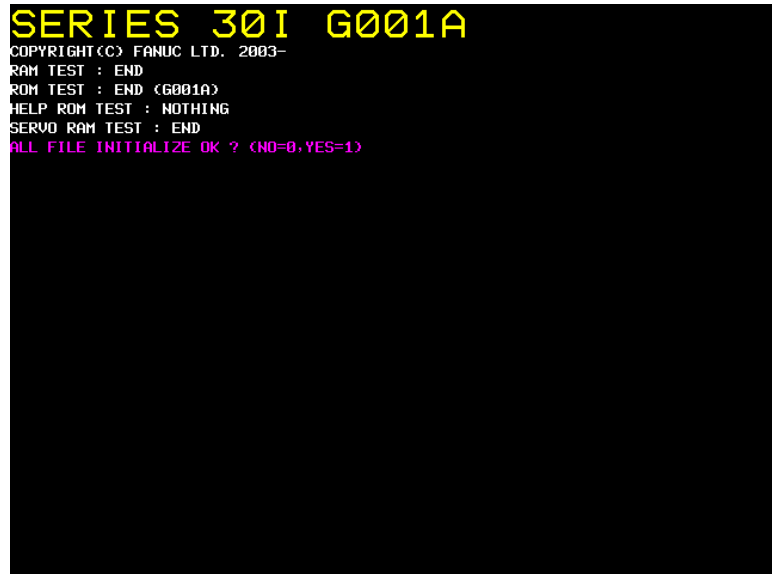 SERIES 30I G001A
COPYRIGHT(C) FANUC LTD. 2003-
RAM TEST : END
ROM TEST : END (G001A)
HELP ROM TEST : NOTHING
SERVO RAM TEST : END
ALL FILE INITIALIZE OK ? (NO=0,YES=1)